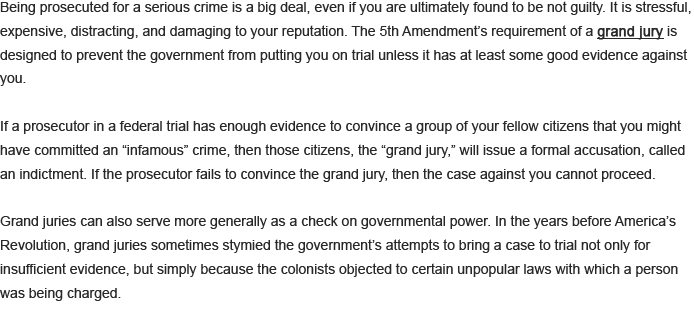 Being prosecuted for a serious crime is a big deal, even if you are ultimately found to be not guilty. It is stressful,
expensive, distracting, and damaging to your reputation. The 5th Amendment’s requirement of a grand jury is
designed to prevent the government from putting you on trial unless it has at least some good evidence against
you.
If a prosecutor in a federal trial has enough evidence to convince a group of your fellow citizens that you might
have committed an “infamous” crime, then those citizens, the “grand jury,” will issue a formal accusation, called
an indictment. If the prosecutor fails to convince the grand jury, then the case against you cannot proceed.
Grand juries can also serve more generally as a check on governmental power. In the years before America’s
Revolution, grand juries sometimes stymied the government’s attempts to bring a case to trial not only for
insufficient evidence, but simply because the colonists objected to certain unpopular laws with which a person
was being charged.